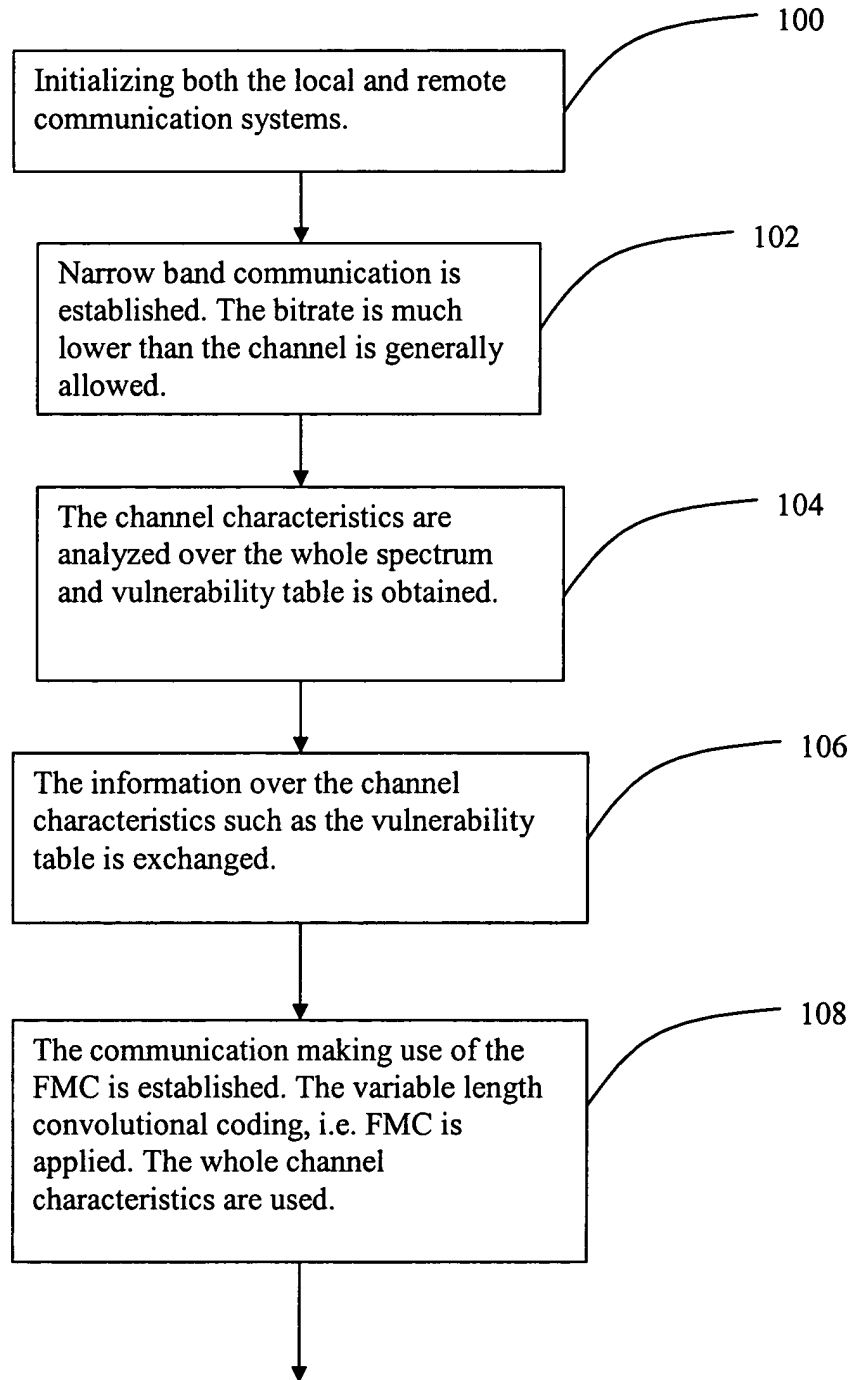 100
Initializing both the local and remote
communication systems.
102
Narrow band communication is
established. The bitrate is much
lower than the channel is generally
allowed.
104
The channel characteristics are
analyzed over the whole spectrum
and vulnerability table is obtained.
106
The information over the channel
characteristics such as the vulnerability
table is exchanged.
108
The communication making use of the
FMC is established. The variable length
convolutional coding, i.e. FMC is
applied. The whole channel
characteristics are used.